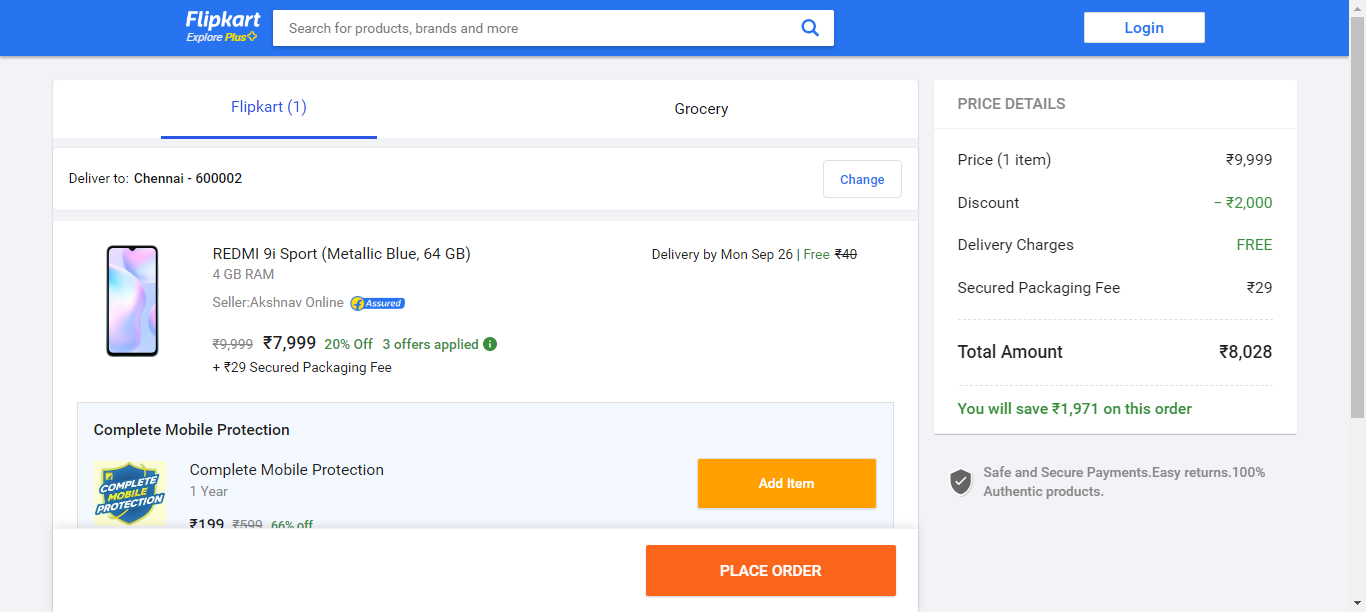 Flipkart
Explore Plus
Search for products, brands and more
Login
Flipkart (1)
Grocery
Deliver to: Chennai - 600002
Change
REDMI 9i Sport (Metallic Blue, 64 GB)
4 GB RAM
Seller:Akshnav Online
f Assured
₹9,999 ₹7,999 20% Off 3 offers applied
+ ₹29 Secured Packaging Fee
Delivery by Mon Sep 26 | Free ₹40
Complete Mobile Protection
COMPLETE
MOBILE
PROTECTION
Complete Mobile Protection
1 Year
₹199 ₹599 66% off
Add Item
PLACE ORDER
PRICE DETAILS
Price (1 item) ₹9,999
Discount − ₹2,000
Delivery Charges FREE
Secured Packaging Fee ₹29
Total Amount ₹8,028
You will save ₹1,971 on this order
Safe and Secure Payments.Easy returns.100%
Authentic products.